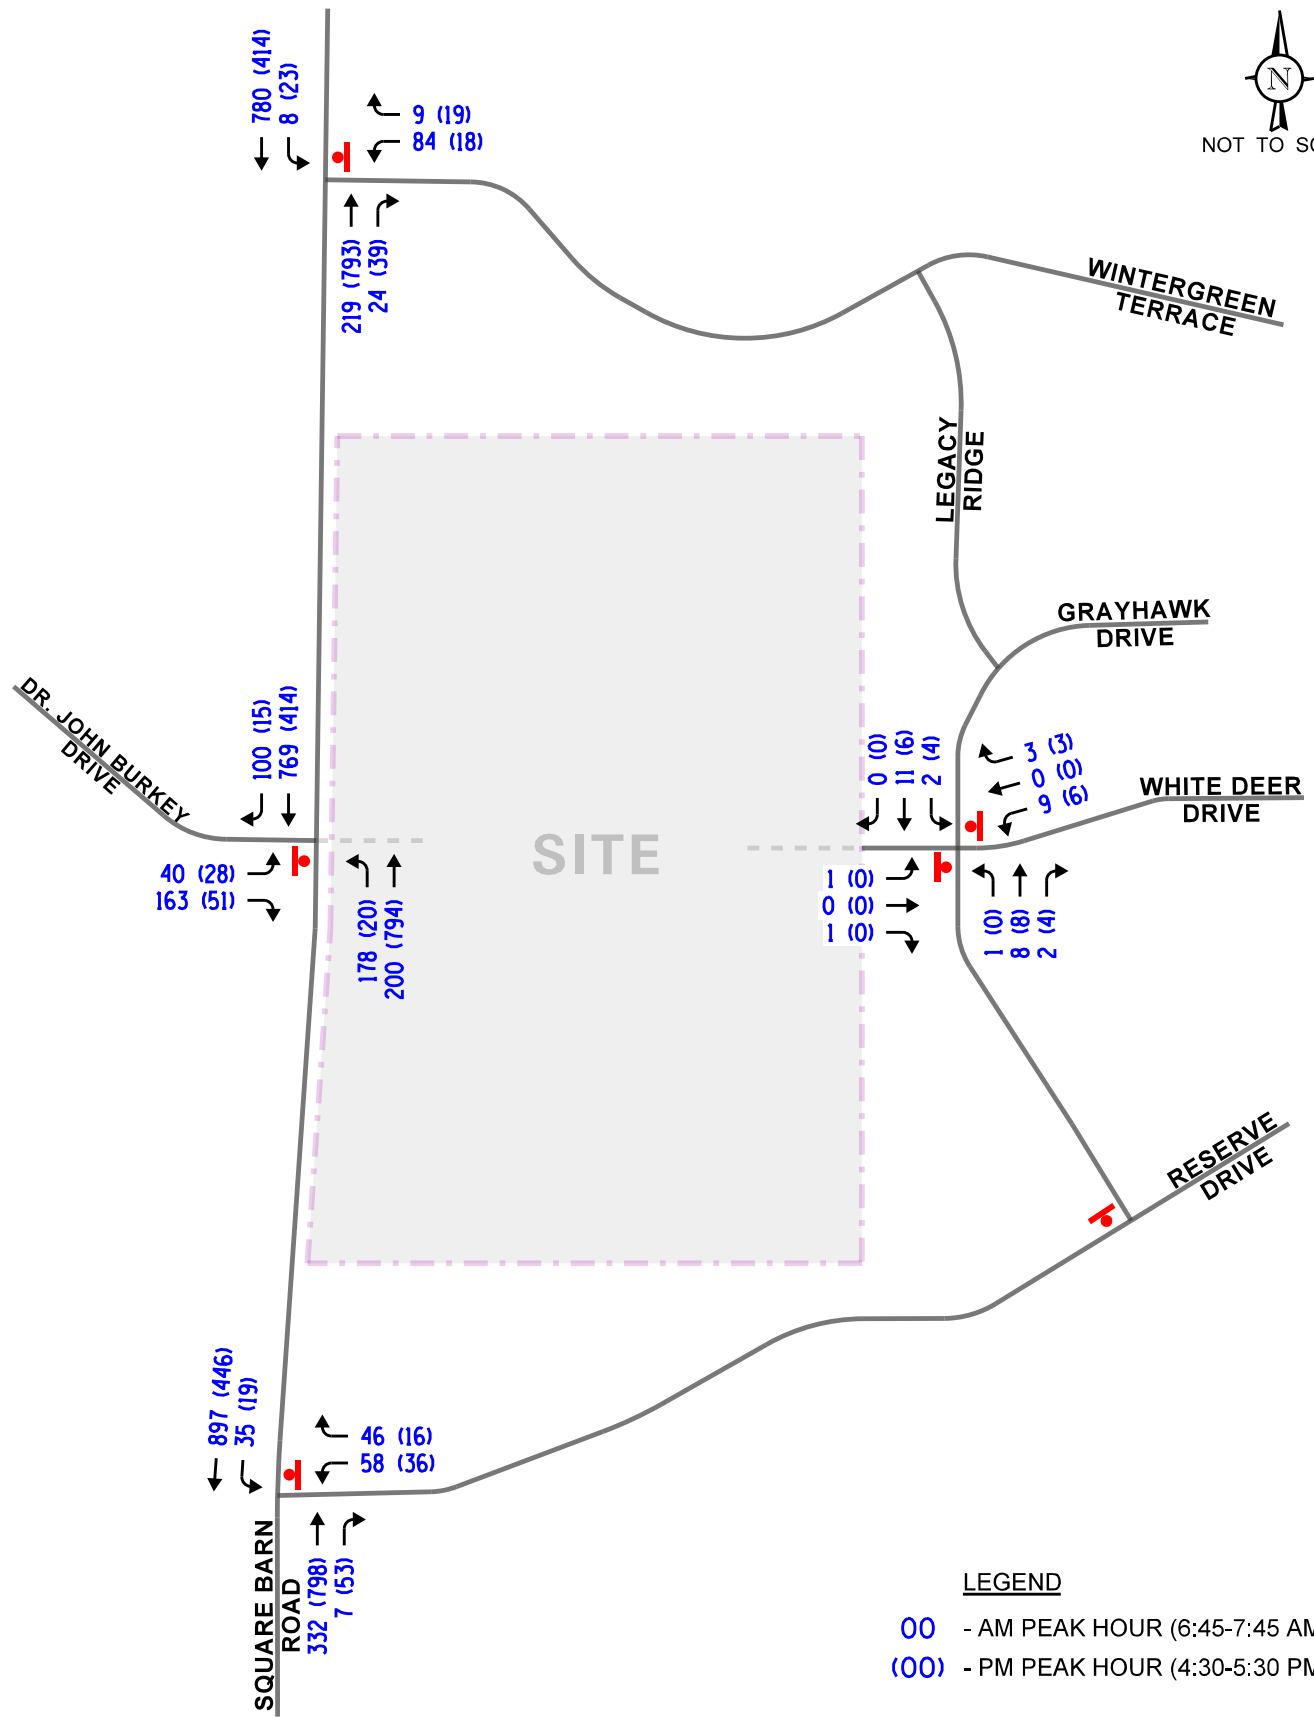 780 (414)
8 (23)
9 (19)
84 (18)
N
NOT TO SC
219 (793)
24 (39)
WINTERGREEN
TERRACE
LEGACY
RIDGE
GRAYHAWK
DRIVE
DR. JOHN BURKEY
DRIVE
100 (15)
769 (414)
0 (0)
11 (6)
2 (4)
3 (3)
0 (0)
9 (6)
WHITE DEER
DRIVE
SITE
40 (28)
163 (51)
178 (20)
200 (794)
1 (0)
0 (0)
1 (0)
1 (0)
8 (8)
2 (4)
RESERVE
DRIVE
897 (446)
35 (19)
46 (16)
58 (36)
SQUARE BARN
ROAD
332 (798)
7 (53)
LEGEND
00 - AM PEAK HOUR (6:45-7:45 AM
(00) - PM PEAK HOUR (4:30-5:30 PM